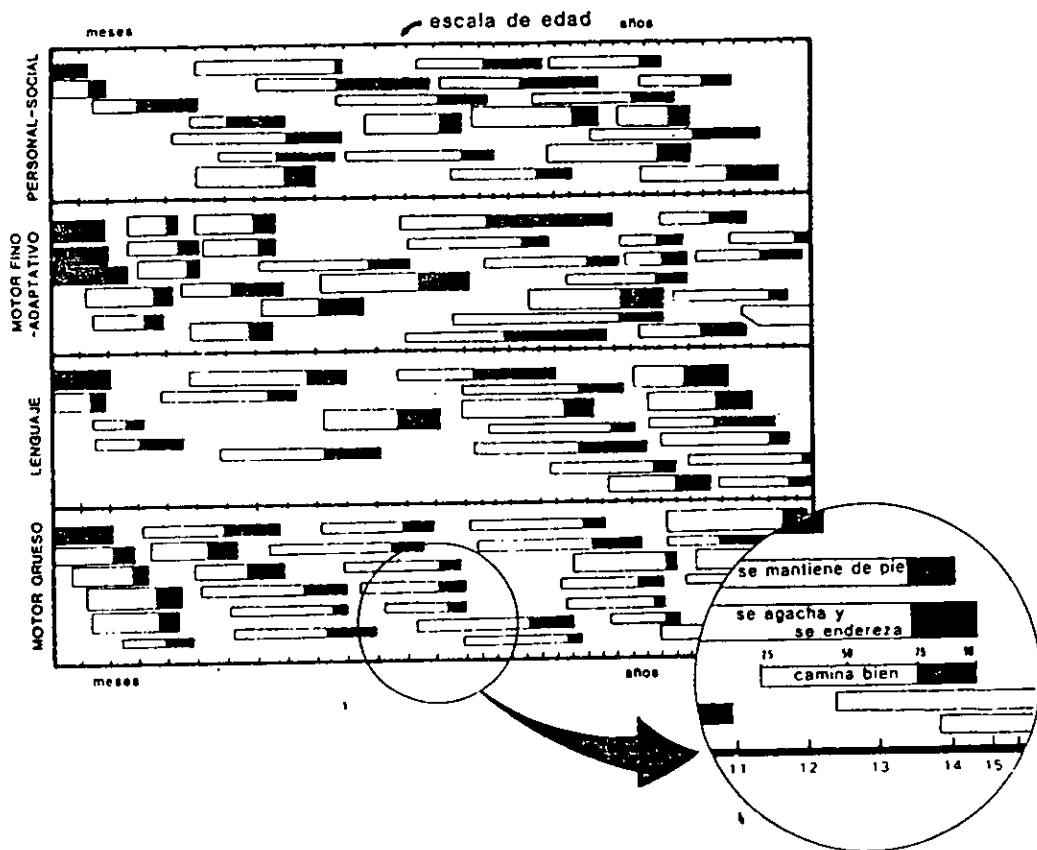 escala de edad
meses
años
PERSONAL-SOCIAL
MOTOR FINO
-ADAPTATIVO
LENGUAJE
MOTOR GRUESO
meses
años
se mantiene de pie
se agacha y
se endereza
25 50 75 90
camina bien
11 12 13 14 15